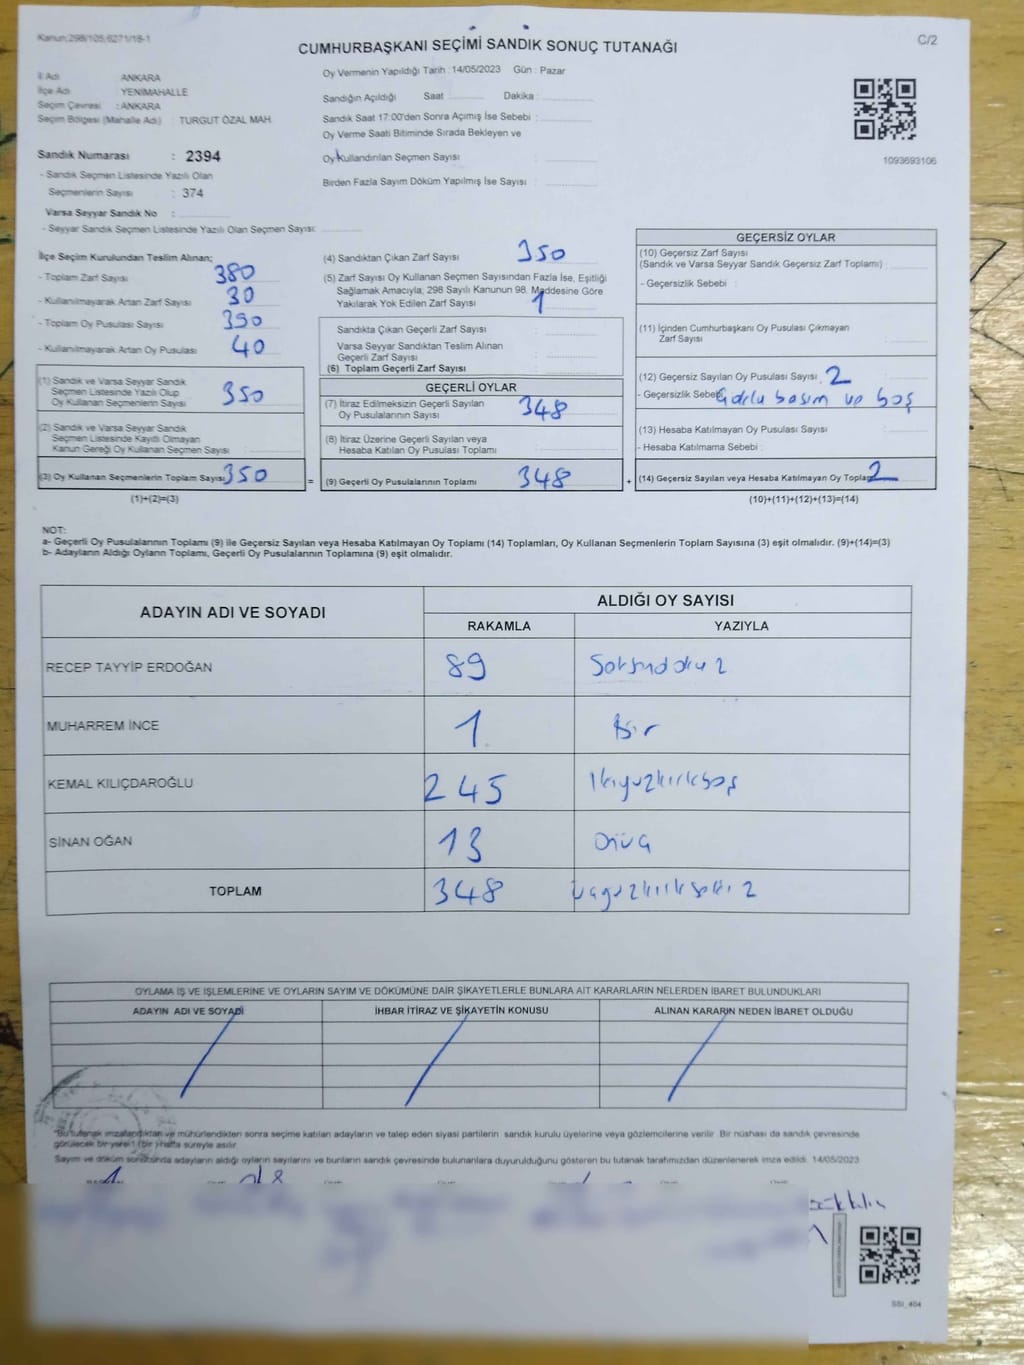 Kanun:298/105,6271/18-1
C/2
CUMHURBAŞKANI SEÇİMİ SANDIK SONUÇ TUTANAĞI
İl Adı ANKARA
İlçe Adı YENİMAHALLE
Seçim Çevresi : ANKARA
Seçim Bölgesi (Mahalle Adı) : TURGUT ÖZAL MAH.
Sandık Numarası : 2394
- Sandık Seçmen Listesinde Yazılı Olan
Seçmenlerin Sayısı : 374
Varsa Seyyar Sandık No :
- Seyyar Sandık Seçmen Listesinde Yazılı Olan Seçmen Sayısı:
Oy Vermenin Yapıldığı Tarih : 14/05/2023 Gün : Pazar
Sandığın Açıldığı Saat Dakika :
Sandık Saat 17:00'den Sonra Açımış İse Sebebi :
Oy Verme Saati Bitiminde Sırada Bekleyen ve
Oy Kullandırılan Seçmen Sayısı :
Birden Fazla Sayım Döküm Yapılmış İse Sayısı :
1093693106
İlçe Seçim Kurulundan Teslim Alınan;
- Toplam Zarf Sayısı 380
- Kullanılmayarak Artan Zarf Sayısı 30
- Toplam Oy Pusulası Sayısı 390
- Kullanılmayarak Artan Oy Pusulası 40
(1) Sandık ve Varsa Seyyar Sandık
Seçmen Listesinde Yazılı Olup
Oy Kullanan Seçmenlerin Sayısı 350
(2) Sandık ve Varsa Seyyar Sandık
Seçmen Listesinde Kayıtlı Olmayan
Kanun Gereği Oy Kullanan Seçmen Sayısı :
(3) Oy Kullanan Seçmenlerin Toplam Sayısı 350
(1)+(2)=(3)
(4) Sandıktan Çıkan Zarf Sayısı 350
(5) Zarf Sayısı Oy Kullanan Seçmen Sayısından Fazla İse, Eşitliği
Sağlamak Amacıyla; 298 Sayılı Kanunun 98. Maddesine Göre
Yakılarak Yok Edilen Zarf Sayısı 1
Sandıkta Çıkan Geçerli Zarf Sayısı :
Varsa Seyyar Sandıktan Teslim Alınan
Geçerli Zarf Sayısı :
(6) Toplam Geçerli Zarf Sayısı :
GEÇERLİ OYLAR
(7) İtiraz Edilmeksizin Geçerli Sayılan
Oy Pusulalarının Sayısı 348
(8) İtiraz Üzerine Geçerli Sayılan veya
Hesaba Katılan Oy Pusulası Toplamı :
= (9) Geçerli Oy Pusulalarının Toplamı 348
GEÇERSİZ OYLAR
(10) Geçersiz Zarf Sayısı
(Sandık ve Varsa Seyyar Sandık Geçersiz Zarf Toplamı) :
- Geçersizlik Sebebi :
(11) İçinden Cumhurbaşkanı Oy Pusulası Çıkmayan
Zarf Sayısı :
(12) Geçersiz Sayılan Oy Pusulası Sayısı 2
- Geçersizlik Sebebi basım ve boş
(13) Hesaba Katılmayan Oy Pusulası Sayısı :
- Hesaba Katılmama Sebebi :
+ (14) Geçersiz Sayılan veya Hesaba Katılmayan Oy Toplamı 2
(10)+(11)+(12)+(13)=(14)
NOT:
a- Geçerli Oy Pusulalarının Toplamı (9) ile Geçersiz Sayılan veya Hesaba Katılmayan Oy Toplamı (14) Toplamları, Oy Kullanan Seçmenlerin Toplam Sayısına (3) eşit olmalıdır. (9)+(14)=(3)
b- Adayların Aldığı Oyların Toplamı, Geçerli Oy Pusulalarının Toplamına (9) eşit olmalıdır.
ADAYIN ADI VE SOYADI ALDIĞI OY SAYISI
RAKAMLA YAZIYLA
RECEP TAYYİP ERDOĞAN 89 Seksendokuz
MUHARREM İNCE 1 Bir
KEMAL KILIÇDAROĞLU 245 İkiyüzkırkbeş
SİNAN OĞAN 13 Onüç
TOPLAM 348 üçyüzkırksekiz
OYLAMA İŞ VE İŞLEMLERİNE VE OYLARIN SAYIM VE DÖKÜMÜNE DAİR ŞİKAYETLERLE BUNLARA AİT KARARLARIN NELERDEN İBARET BULUNDUKLARI
ADAYIN ADI VE SOYADI İHBAR İTİRAZ VE ŞİKAYETİN KONUSU ALINAN KARARIN NEDEN İBARET OLDUĞU
Bu tutanak imzalandıktan ve mühürlendikten sonra seçime katılan adayların ve talep eden siyasi partilerin sandık kurulu üyelerine veya gözlemcilerine verilir. Bir nüshası da sandık çevresinde
görülecek bir yere 1 (bir) hafta süreyle asılır.
Sayım ve döküm sonucunda adayların aldığı oyların sayılarını ve bunların sandık çevresinde bulunanlara duyurulduğunu gösteren bu tutanak tarafımızdan düzenlenerek imza edildi. 14/05/2023
SSI_404